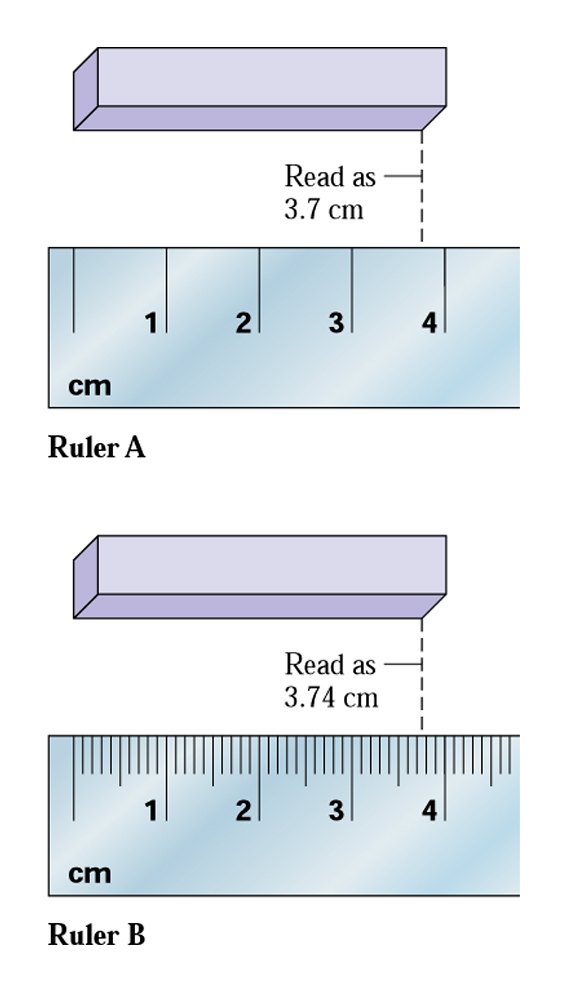 Read as
3.7 cm
1 2 3 4
cm
Ruler A
Read as
3.74 cm
1 2 3 4
cm
Ruler B